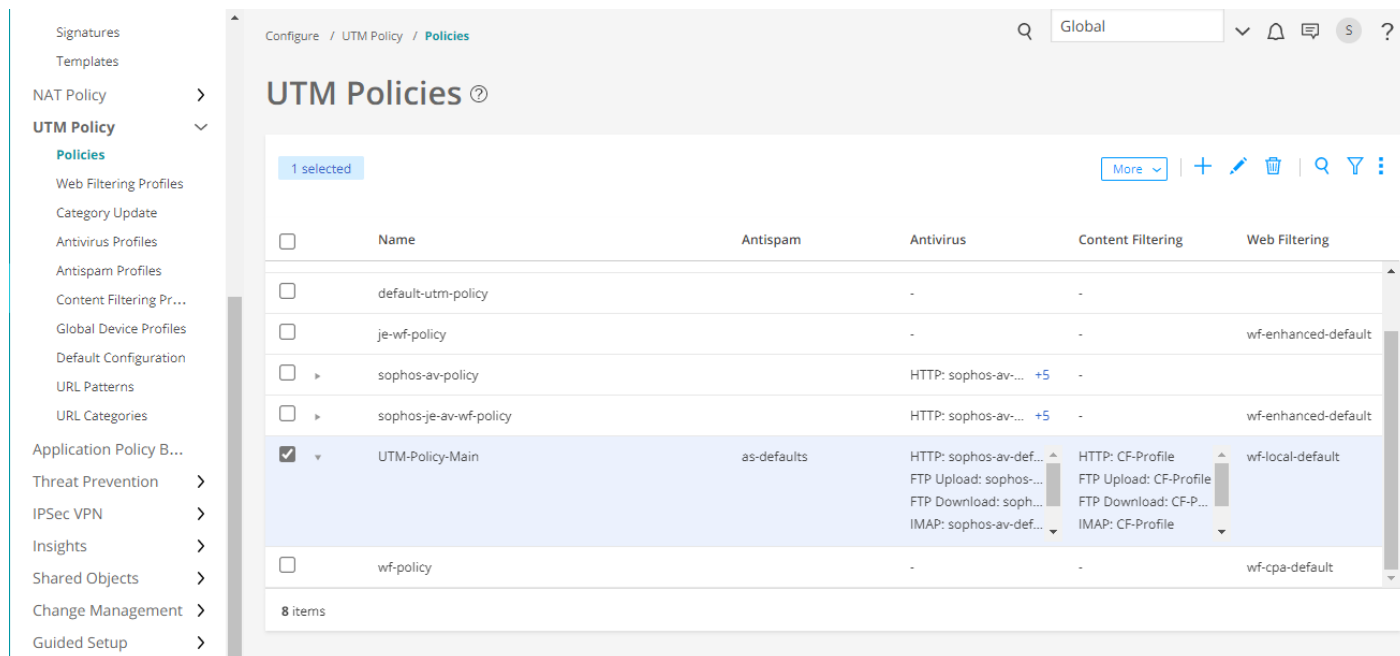 Signatures
Templates
NAT Policy
UTM Policy
Policies
Web Filtering Profiles
Category Update
Antivirus Profiles
Antispam Profiles
Content Filtering Pr...
Global Device Profiles
Default Configuration
URL Patterns
URL Categories
Application Policy B...
Threat Prevention
IPSec VPN
Insights
Shared Objects
Change Management
Guided Setup
Configure / UTM Policy / Policies
Global
S
?
UTM Policies ?
1 selected
More
Name Antispam Antivirus Content Filtering Web Filtering
default-utm-policy - -
je-wf-policy - - wf-enhanced-default
sophos-av-policy HTTP: sophos-av-... +5 -
sophos-je-av-wf-policy HTTP: sophos-av-... +5 - wf-enhanced-default
UTM-Policy-Main as-defaults HTTP: sophos-av-def... HTTP: CF-Profile wf-local-default
FTP Upload: sophos-... FTP Upload: CF-Profile
FTP Download: soph... FTP Download: CF-P...
IMAP: sophos-av-def... IMAP: CF-Profile
wf-policy - - wf-cpa-default
8 items